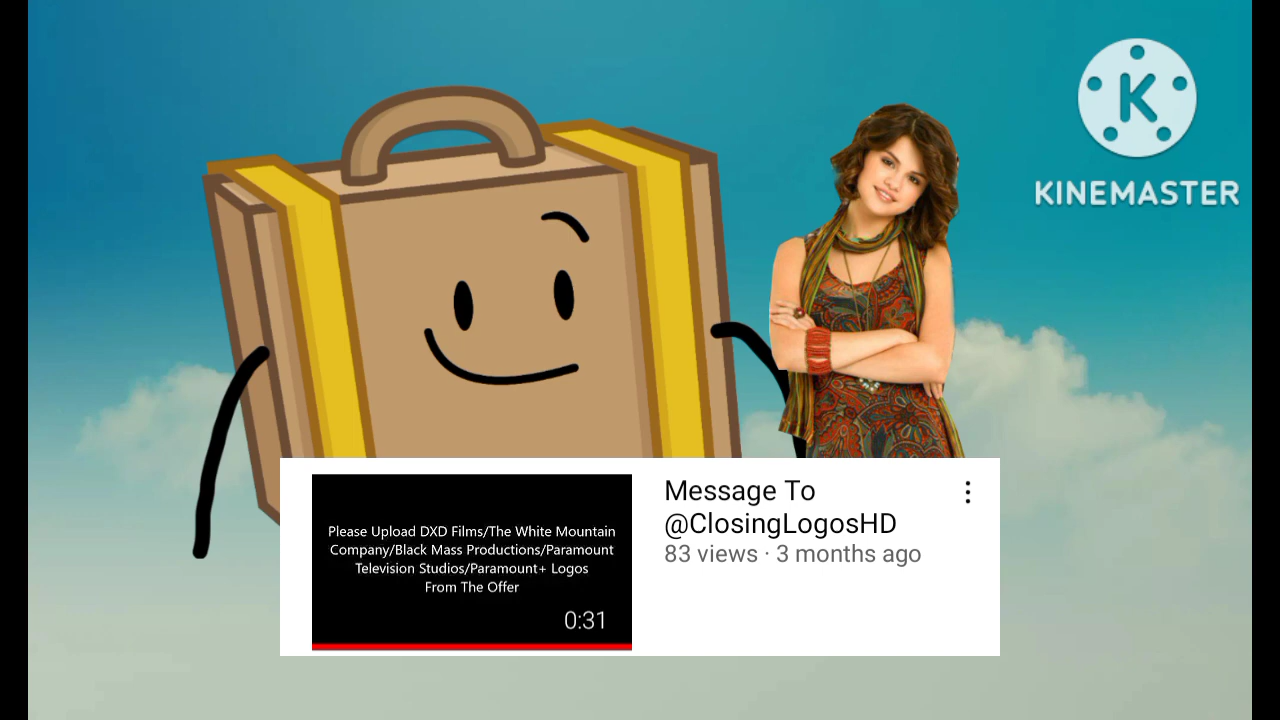 K
KINEMASTER
Please Upload DXD Films/The White Mountain
Company/Black Mass Productions/Paramount
Television Studios/Paramount+ Logos
From The Offer
0:31
Message To
@ClosingLogosHD
83 views · 3 months ago